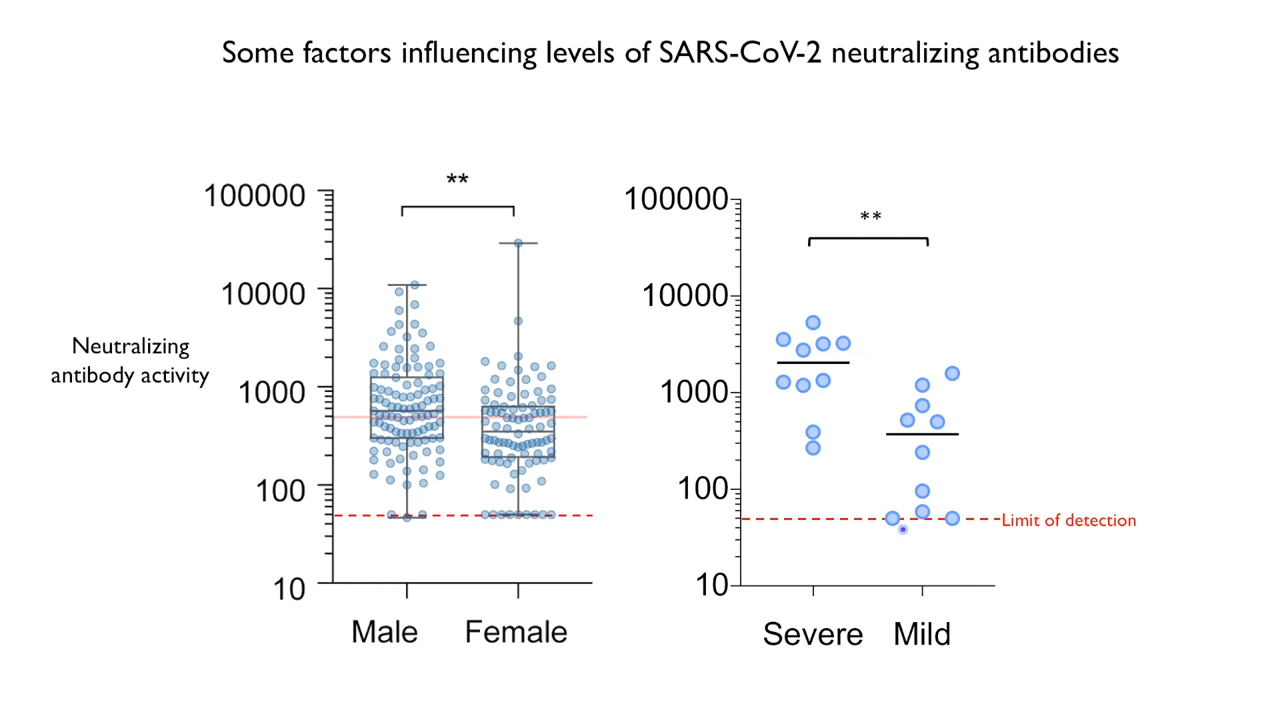 Some factors influencing levels of SARS-CoV-2 neutralizing antibodies
Neutralizing
antibody activity
**
100000
10000
1000
100
10
Male Female
**
100000
10000
1000
100
10
Limit of detection
Severe Mild